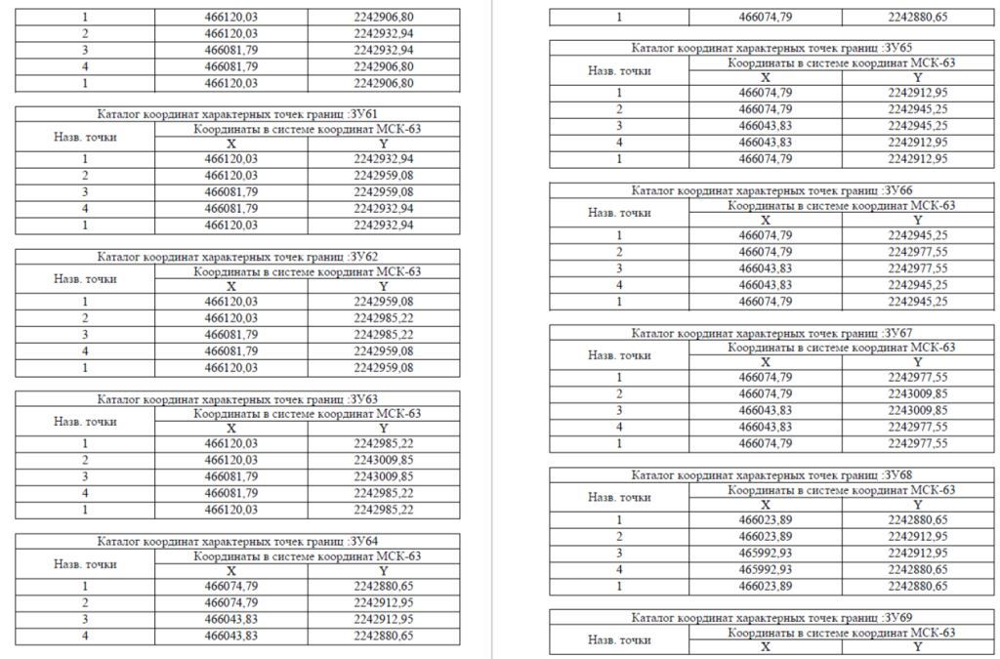 1 466120,03 2242906,80
2 466120,03 2242932,94
3 466081,79 2242932,94
4 466081,79 2242906,80
1 466120,03 2242906,80
Каталог координат характерных точек границ :ЗУ61
Назв. точки
Координаты в системе координат МСК-63
X Y
1 466120,03 2242932,94
2 466120,03 2242959,08
3 466081,79 2242959,08
4 466081,79 2242932,94
1 466120,03 2242932,94
Каталог координат характерных точек границ :ЗУ62
Назв. точки
Координаты в системе координат МСК-63
X Y
1 466120,03 2242959,08
2 466120,03 2242985,22
3 466081,79 2242985,22
4 466081,79 2242959,08
1 466120,03 2242959,08
Каталог координат характерных точек границ :ЗУ63
Назв. точки
Координаты в системе координат МСК-63
X Y
1 466120,03 2242985,22
2 466120,03 2243009,85
3 466081,79 2243009,85
4 466081,79 2242985,22
1 466120,03 2242985,22
Каталог координат характерных точек границ :ЗУ64
Назв. точки
Координаты в системе координат МСК-63
X Y
1 466074,79 2242880,65
2 466074,79 2242912,95
3 466043,83 2242912,95
4 466043,83 2242880,65
1 466074,79 2242880,65
Каталог координат характерных точек границ :ЗУ65
Назв. точки
Координаты в системе координат МСК-63
X Y
1 466074,79 2242912,95
2 466074,79 2242945,25
3 466043,83 2242945,25
4 466043,83 2242912,95
1 466074,79 2242912,95
Каталог координат характерных точек границ :ЗУ66
Назв. точки
Координаты в системе координат МСК-63
X Y
1 466074,79 2242945,25
2 466074,79 2242977,55
3 466043,83 2242977,55
4 466043,83 2242945,25
1 466074,79 2242945,25
Каталог координат характерных точек границ :ЗУ67
Назв. точки
Координаты в системе координат МСК-63
X Y
1 466074,79 2242977,55
2 466074,79 2243009,85
3 466043,83 2243009,85
4 466043,83 2242977,55
1 466074,79 2242977,55
Каталог координат характерных точек границ :ЗУ68
Назв. точки
Координаты в системе координат МСК-63
X Y
1 466023,89 2242880,65
2 466023,89 2242912,95
3 465992,93 2242912,95
4 465992,93 2242880,65
1 466023,89 2242880,65
Каталог координат характерных точек границ :ЗУ69
Назв. точки
Координаты в системе координат МСК-63
X Y